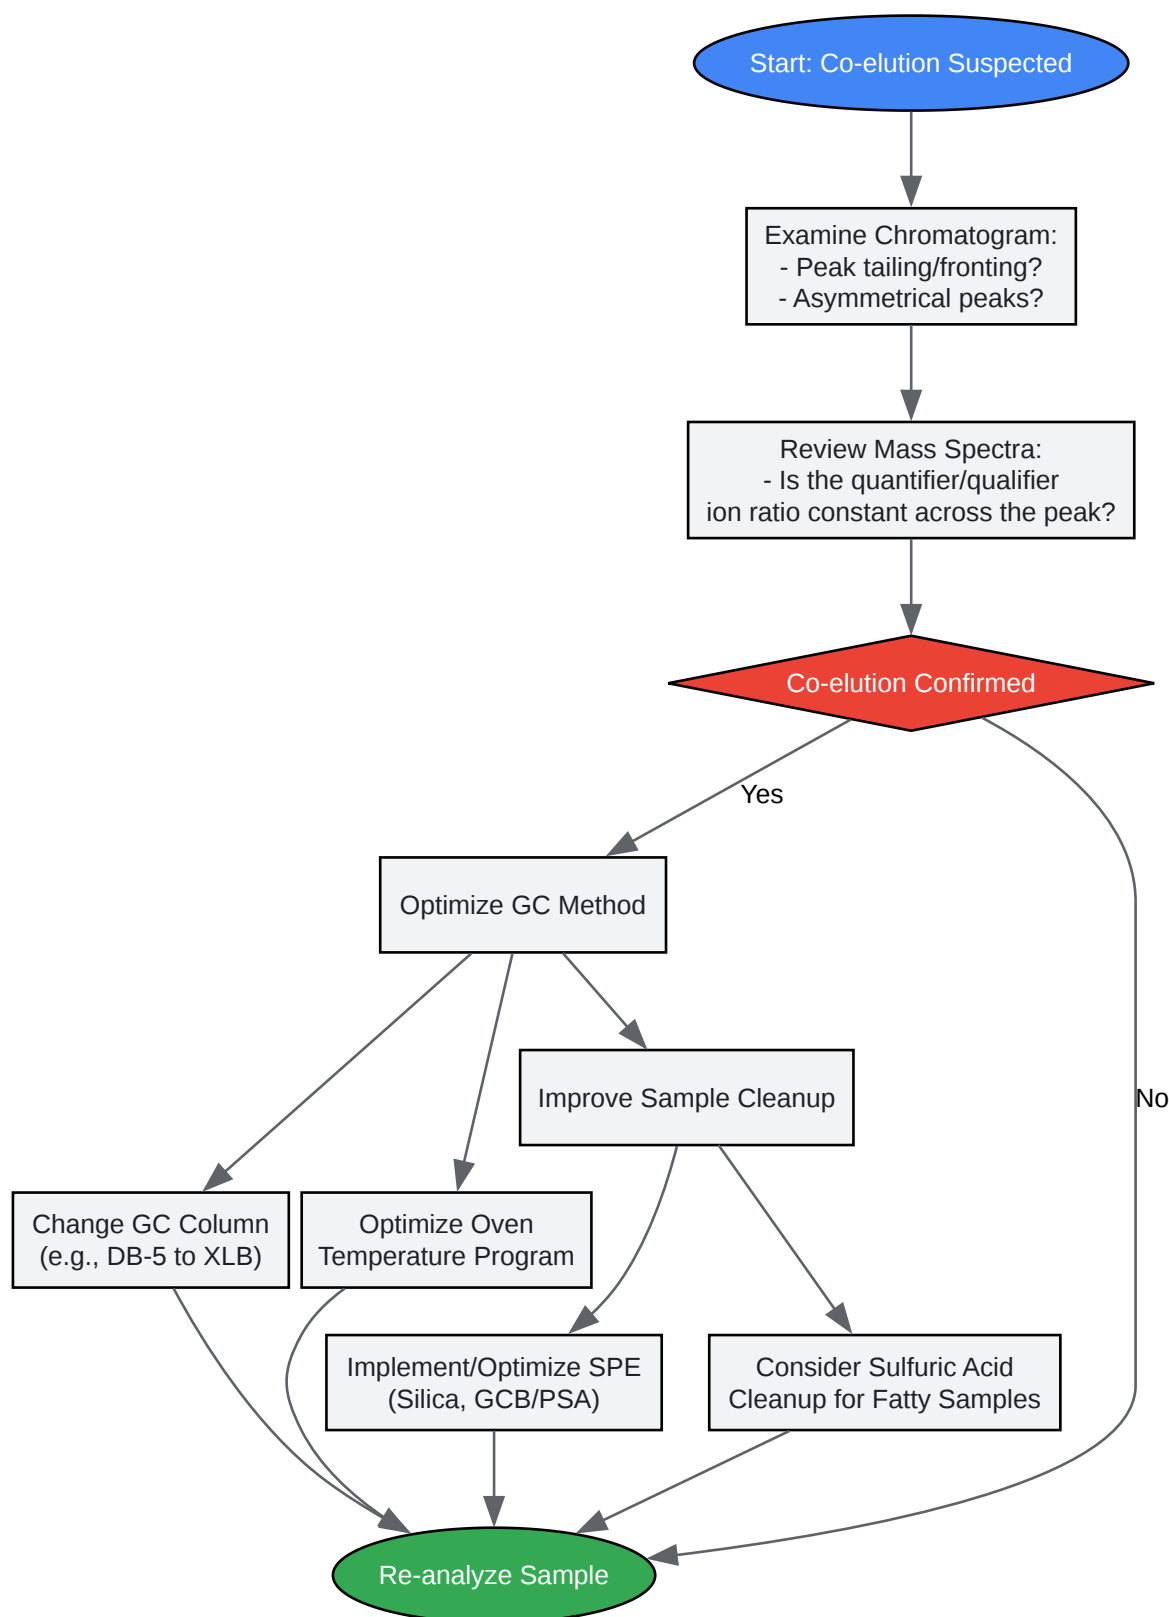 Start: Co-elution Suspected
Examine Chromatogram:
- Peak tailing/fronting?
- Asymmetrical peaks?
Review Mass Spectra:
- Is the quantifier/qualifier
ion ratio constant across the peak?
Co-elution Confirmed
Yes
Optimize GC Method
Improve Sample Cleanup
No
Change GC Column
(e.g., DB-5 to XLB)
Optimize Oven
Temperature Program
Implement/Optimize SPE
(Silica, GCB/PSA)
Consider Sulfuric Acid
Cleanup for Fatty Samples
Re-analyze Sample